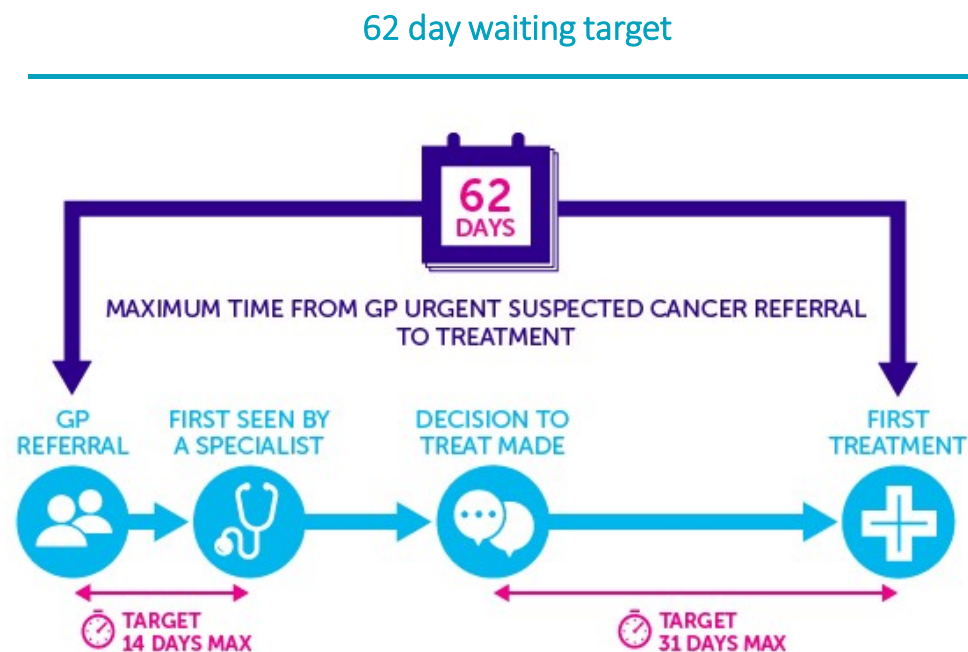 62 day waiting target
62
DAYS
MAXIMUM TIME FROM GP URGENT SUSPECTED CANCER REFERRAL
TO TREATMENT
GP
REFERRAL
FIRST SEEN BY
A SPECIALIST
DECISION TO
TREAT MADE
FIRST
TREATMENT
TARGET
14 DAYS MAX
TARGET
31 DAYS MAX